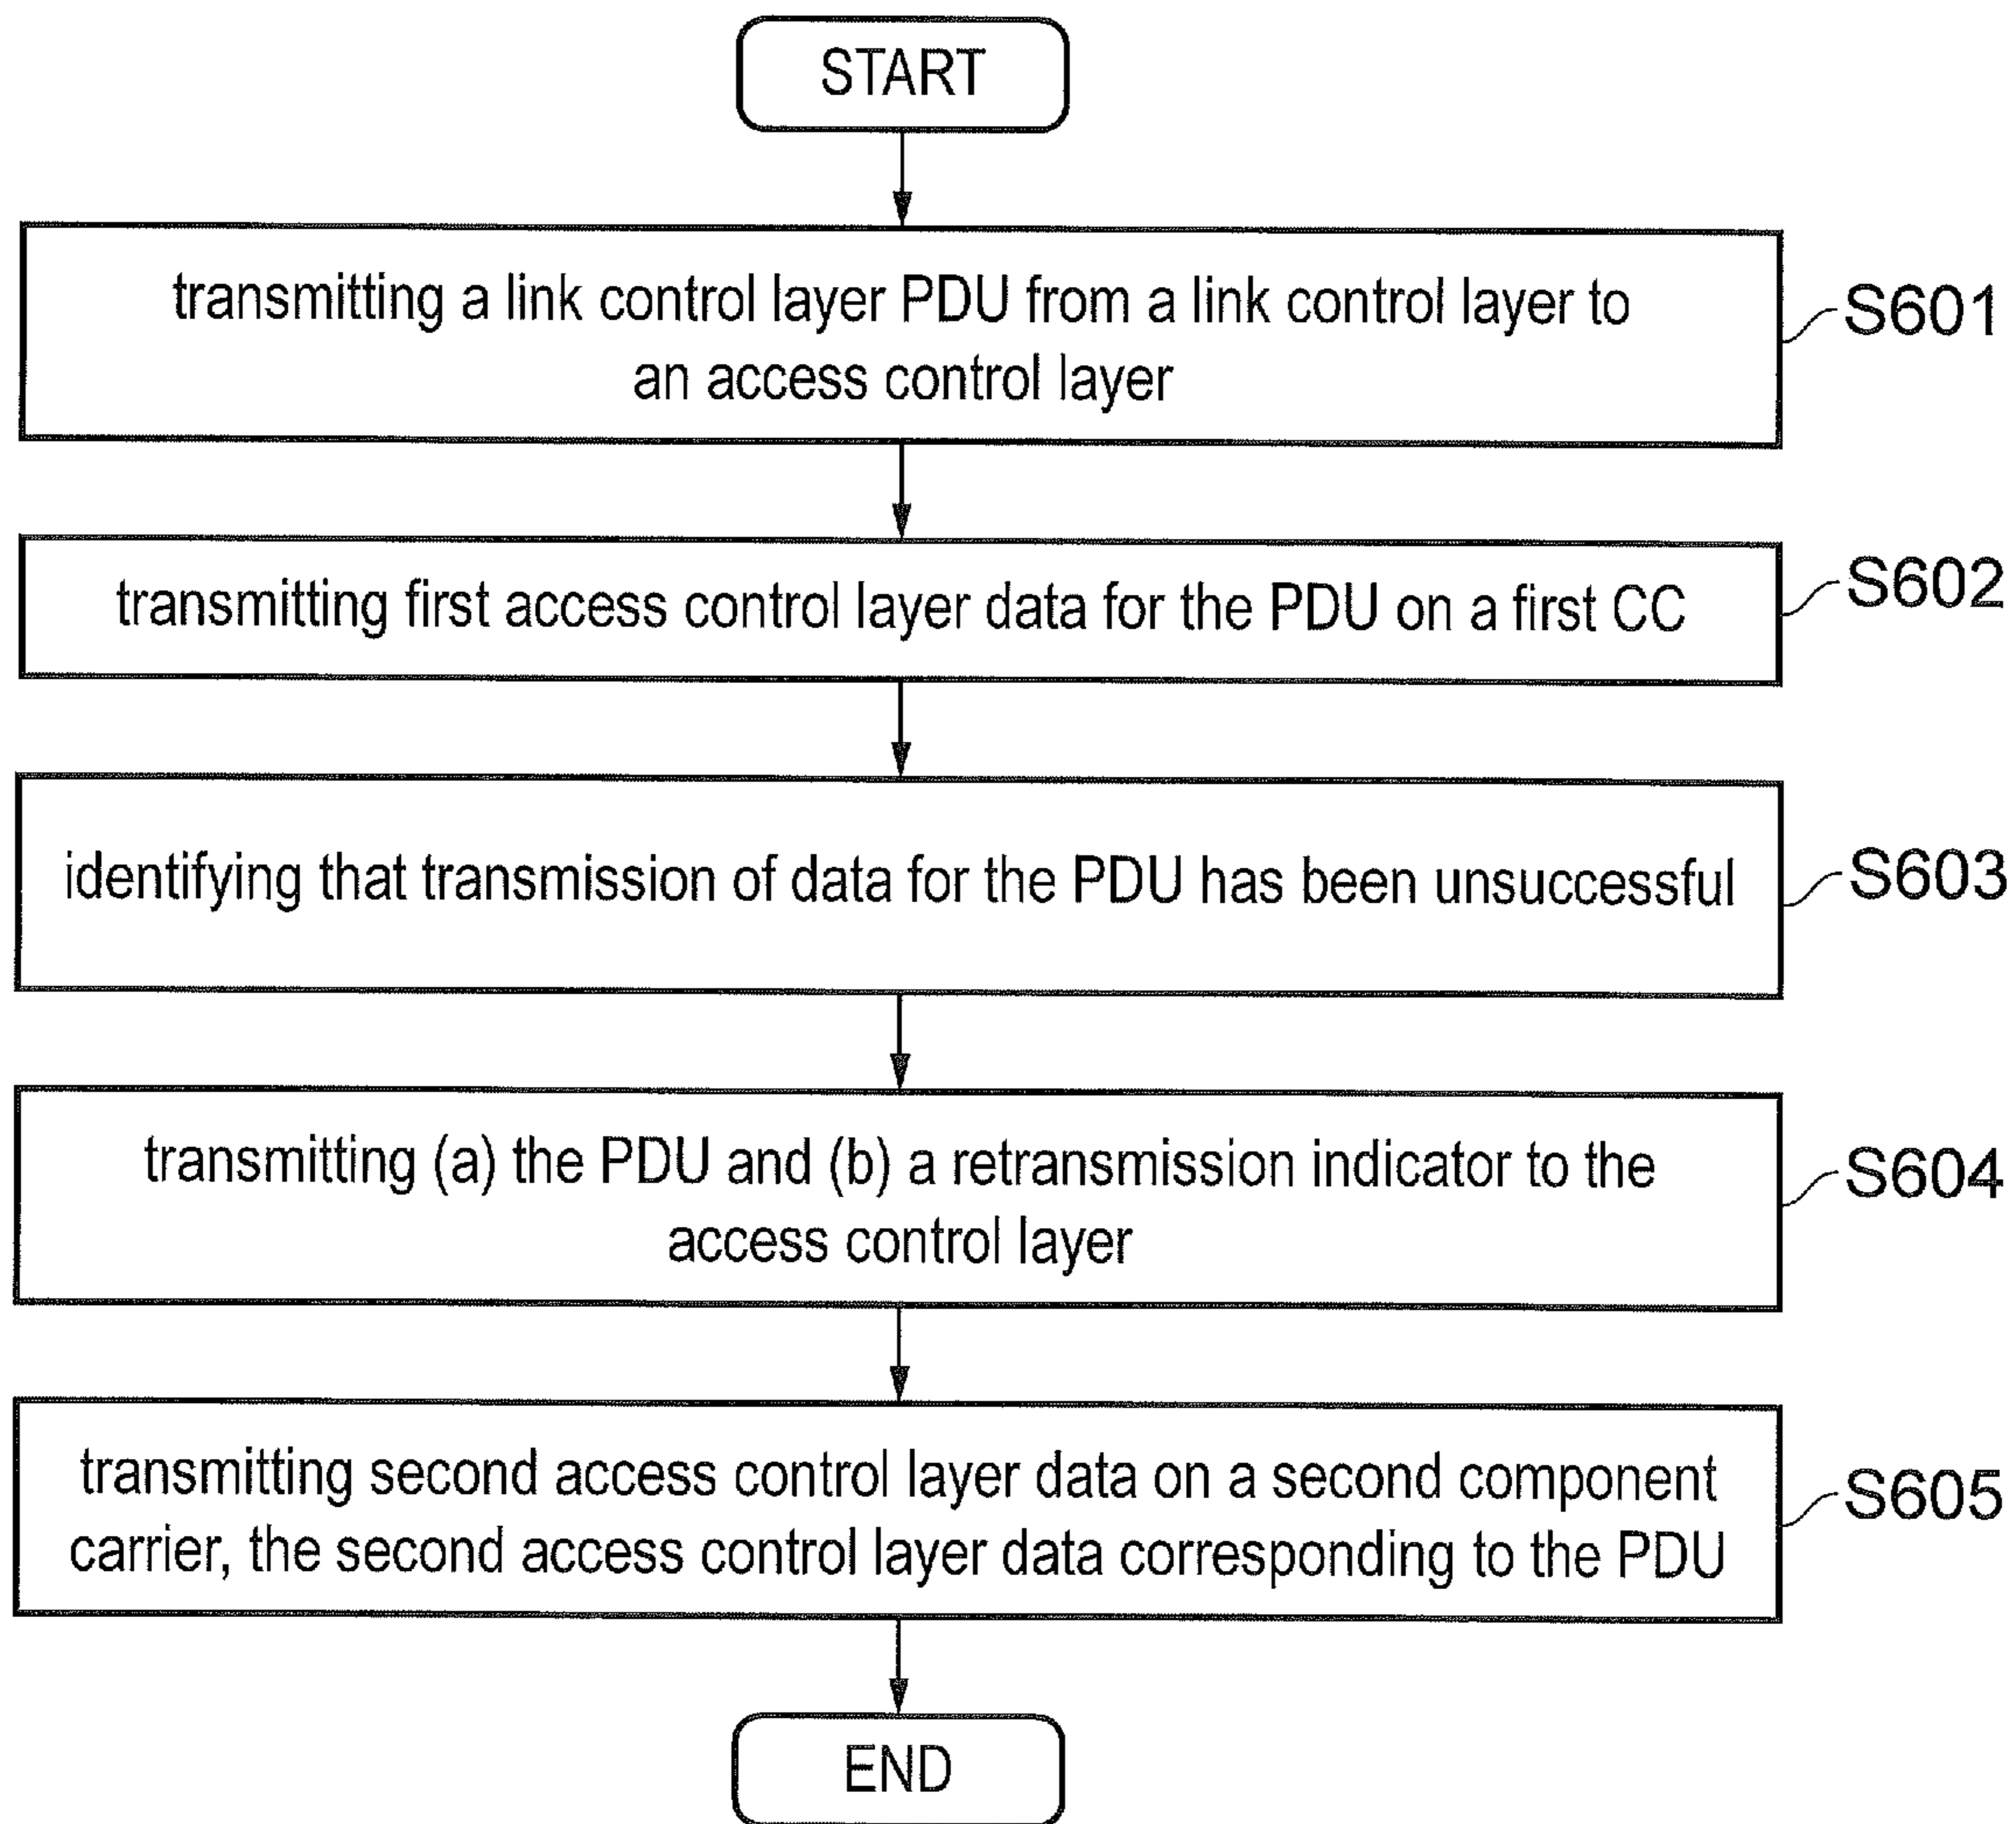 START
transmitting a link control layer PDU from a link control layer to
an access control layer
S601
transmitting first access control layer data for the PDU on a first CC
S602
identifying that transmission of data for the PDU has been unsuccessful
S603
transmitting (a) the PDU and (b) a retransmission indicator to the
access control layer
S604
transmitting second access control layer data on a second component
carrier, the second access control layer data corresponding to the PDU
S605
END